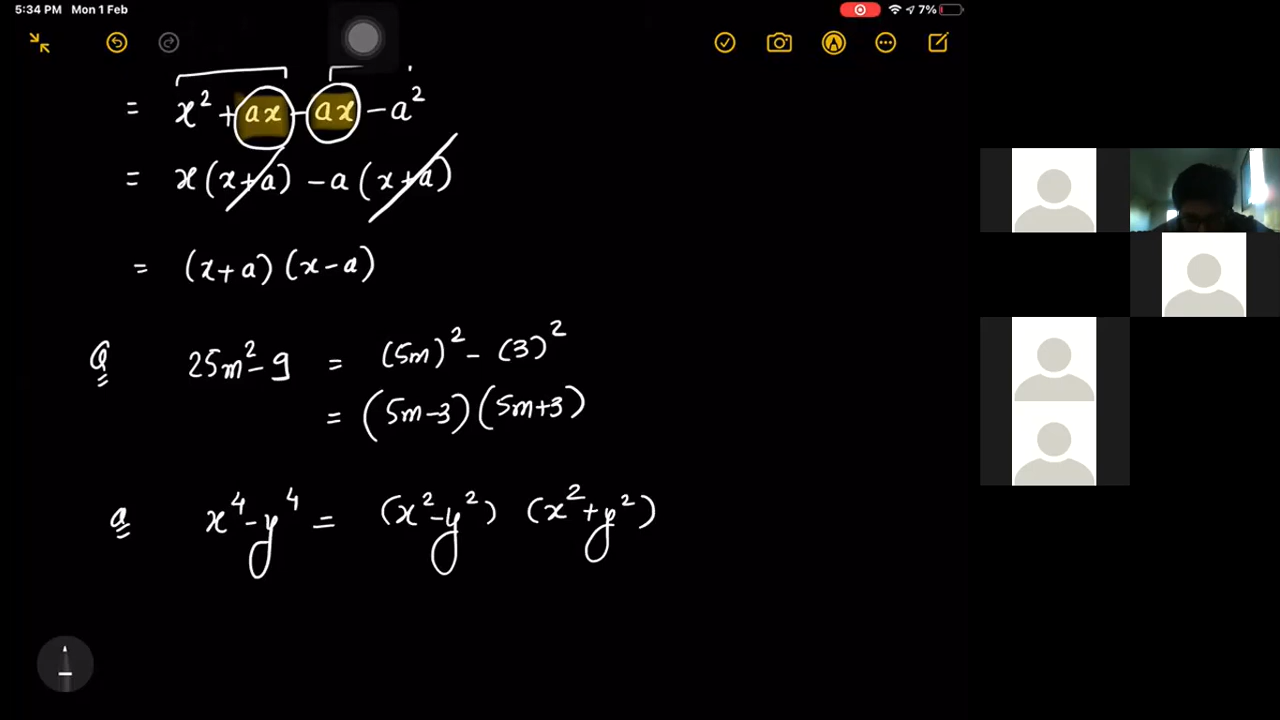 5:34 PM Mon 1 Feb 7%
= x² + ax - ax - a²
= x (x+a) - a (x+a)
= (x+a) (x-a)
Q 25m² - 9 = (5m)² - (3)²
= (5m-3) (5m+3)
Q x⁴ - y⁴ = (x² - y²) (x² + y²)